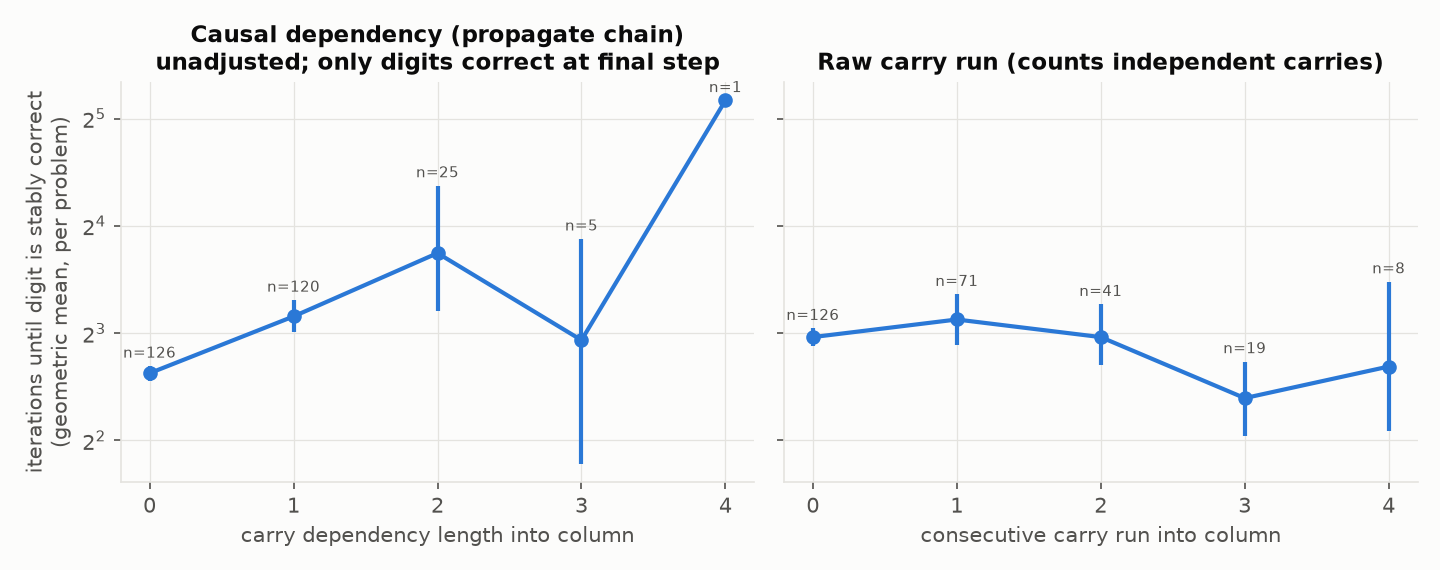 Causal dependency (propagate chain)
unadjusted; only digits correct at final step
iterations until digit is stably correct
(geometric mean, per problem)
2⁵
2⁴
2³
2²
n=126
n=120
n=25
n=5
n=1
0 1 2 3 4
carry dependency length into column
Raw carry run (counts independent carries)
n=126
n=71
n=41
n=19
n=8
0 1 2 3 4
consecutive carry run into column